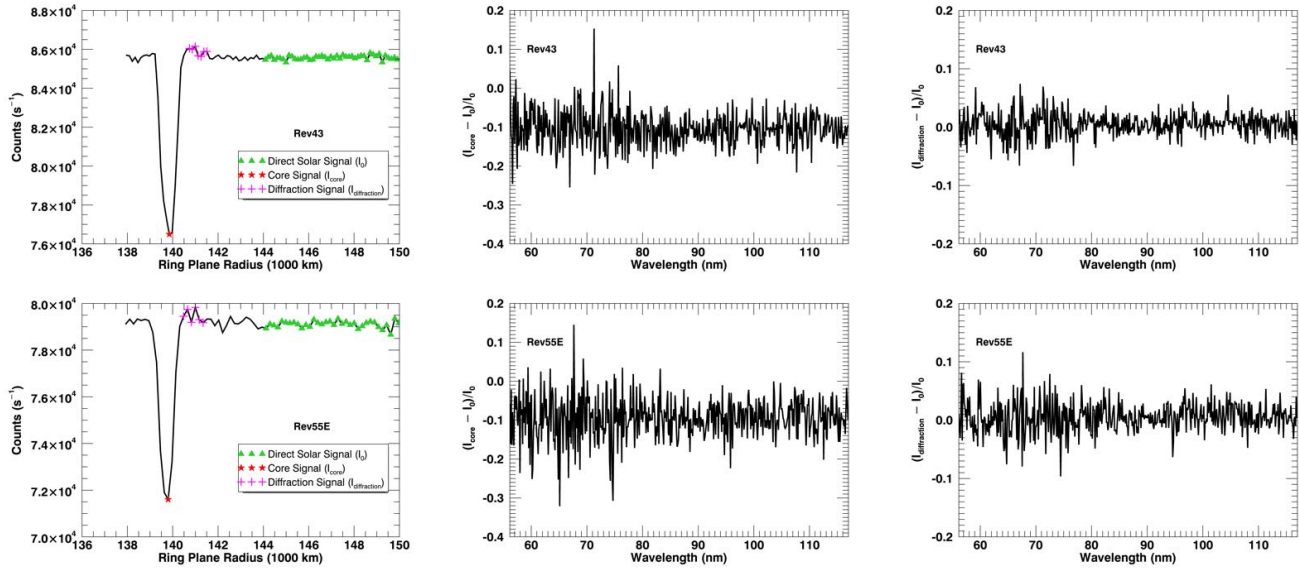 8.8×10⁴
8.6×10⁴
8.4×10⁴
8.2×10⁴
8.0×10⁴
7.8×10⁴
7.6×10⁴
Counts (s⁻¹)
Rev43
Direct Solar Signal (I₀)
Core Signal (I_core)
Diffraction Signal (I_diffraction)
136 138 140 142 144 146 148 150
Ring Plane Radius (1000 km)
0.2
0.1
0.0
-0.1
-0.2
-0.3
-0.4
(I_core − I₀)/I₀
Rev43
60 70 80 90 100 110
Wavelength (nm)
0.2
0.1
0.0
-0.1
-0.2
(I_diffraction − I₀)/I₀
Rev43
60 70 80 90 100 110
Wavelength (nm)
8.0×10⁴
7.8×10⁴
7.6×10⁴
7.4×10⁴
7.2×10⁴
7.0×10⁴
Counts (s⁻¹)
Rev55E
Direct Solar Signal (I₀)
Core Signal (I_core)
Diffraction Signal (I_diffraction)
136 138 140 142 144 146 148 150
Ring Plane Radius (1000 km)
0.2
0.1
0.0
-0.1
-0.2
-0.3
-0.4
(I_core − I₀)/I₀
Rev55E
60 70 80 90 100 110
Wavelength (nm)
0.2
0.1
0.0
-0.1
-0.2
(I_diffraction − I₀)/I₀
Rev55E
60 70 80 90 100 110
Wavelength (nm)